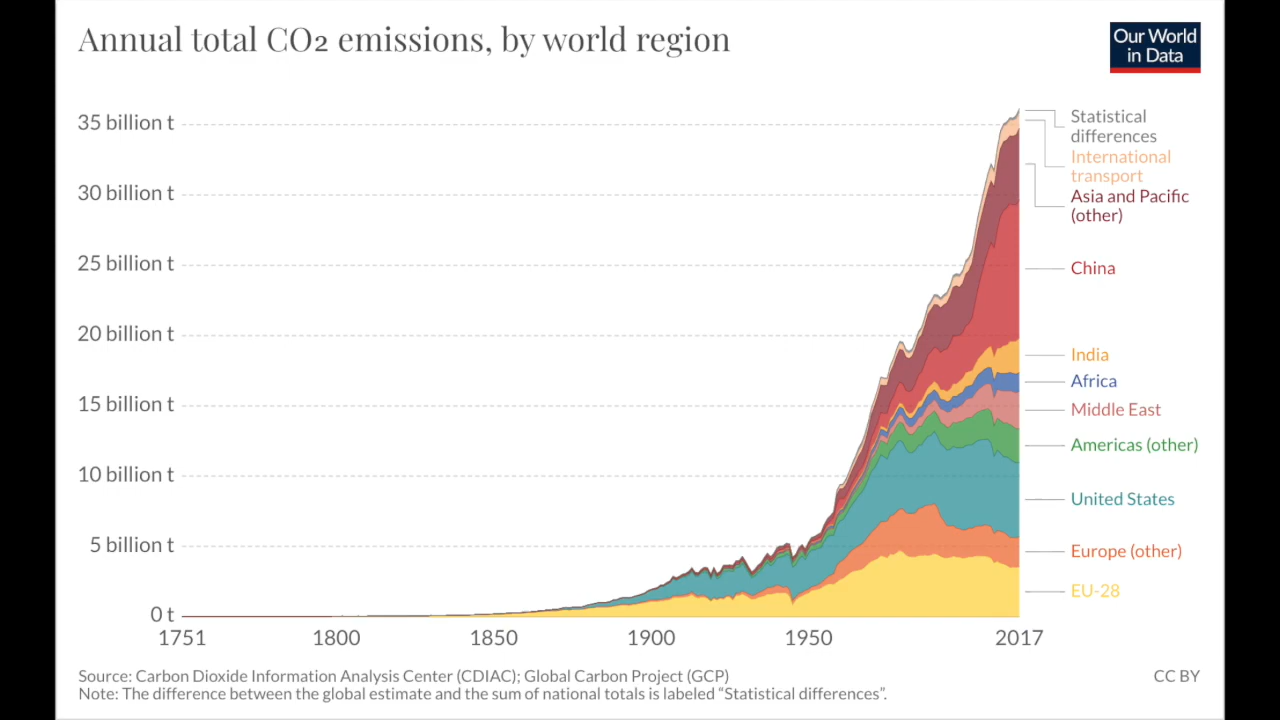 Annual total CO2 emissions, by world region
Our World
in Data
35 billion t
30 billion t
25 billion t
20 billion t
15 billion t
10 billion t
5 billion t
0 t
1751
1800
1850
1900
1950
2017
Statistical
differences
International
transport
Asia and Pacific
(other)
China
India
Africa
Middle East
Americas (other)
United States
Europe (other)
EU-28
Source: Carbon Dioxide Information Analysis Center (CDIAC); Global Carbon Project (GCP)
CC BY
Note: The difference between the global estimate and the sum of national totals is labeled “Statistical differences”.